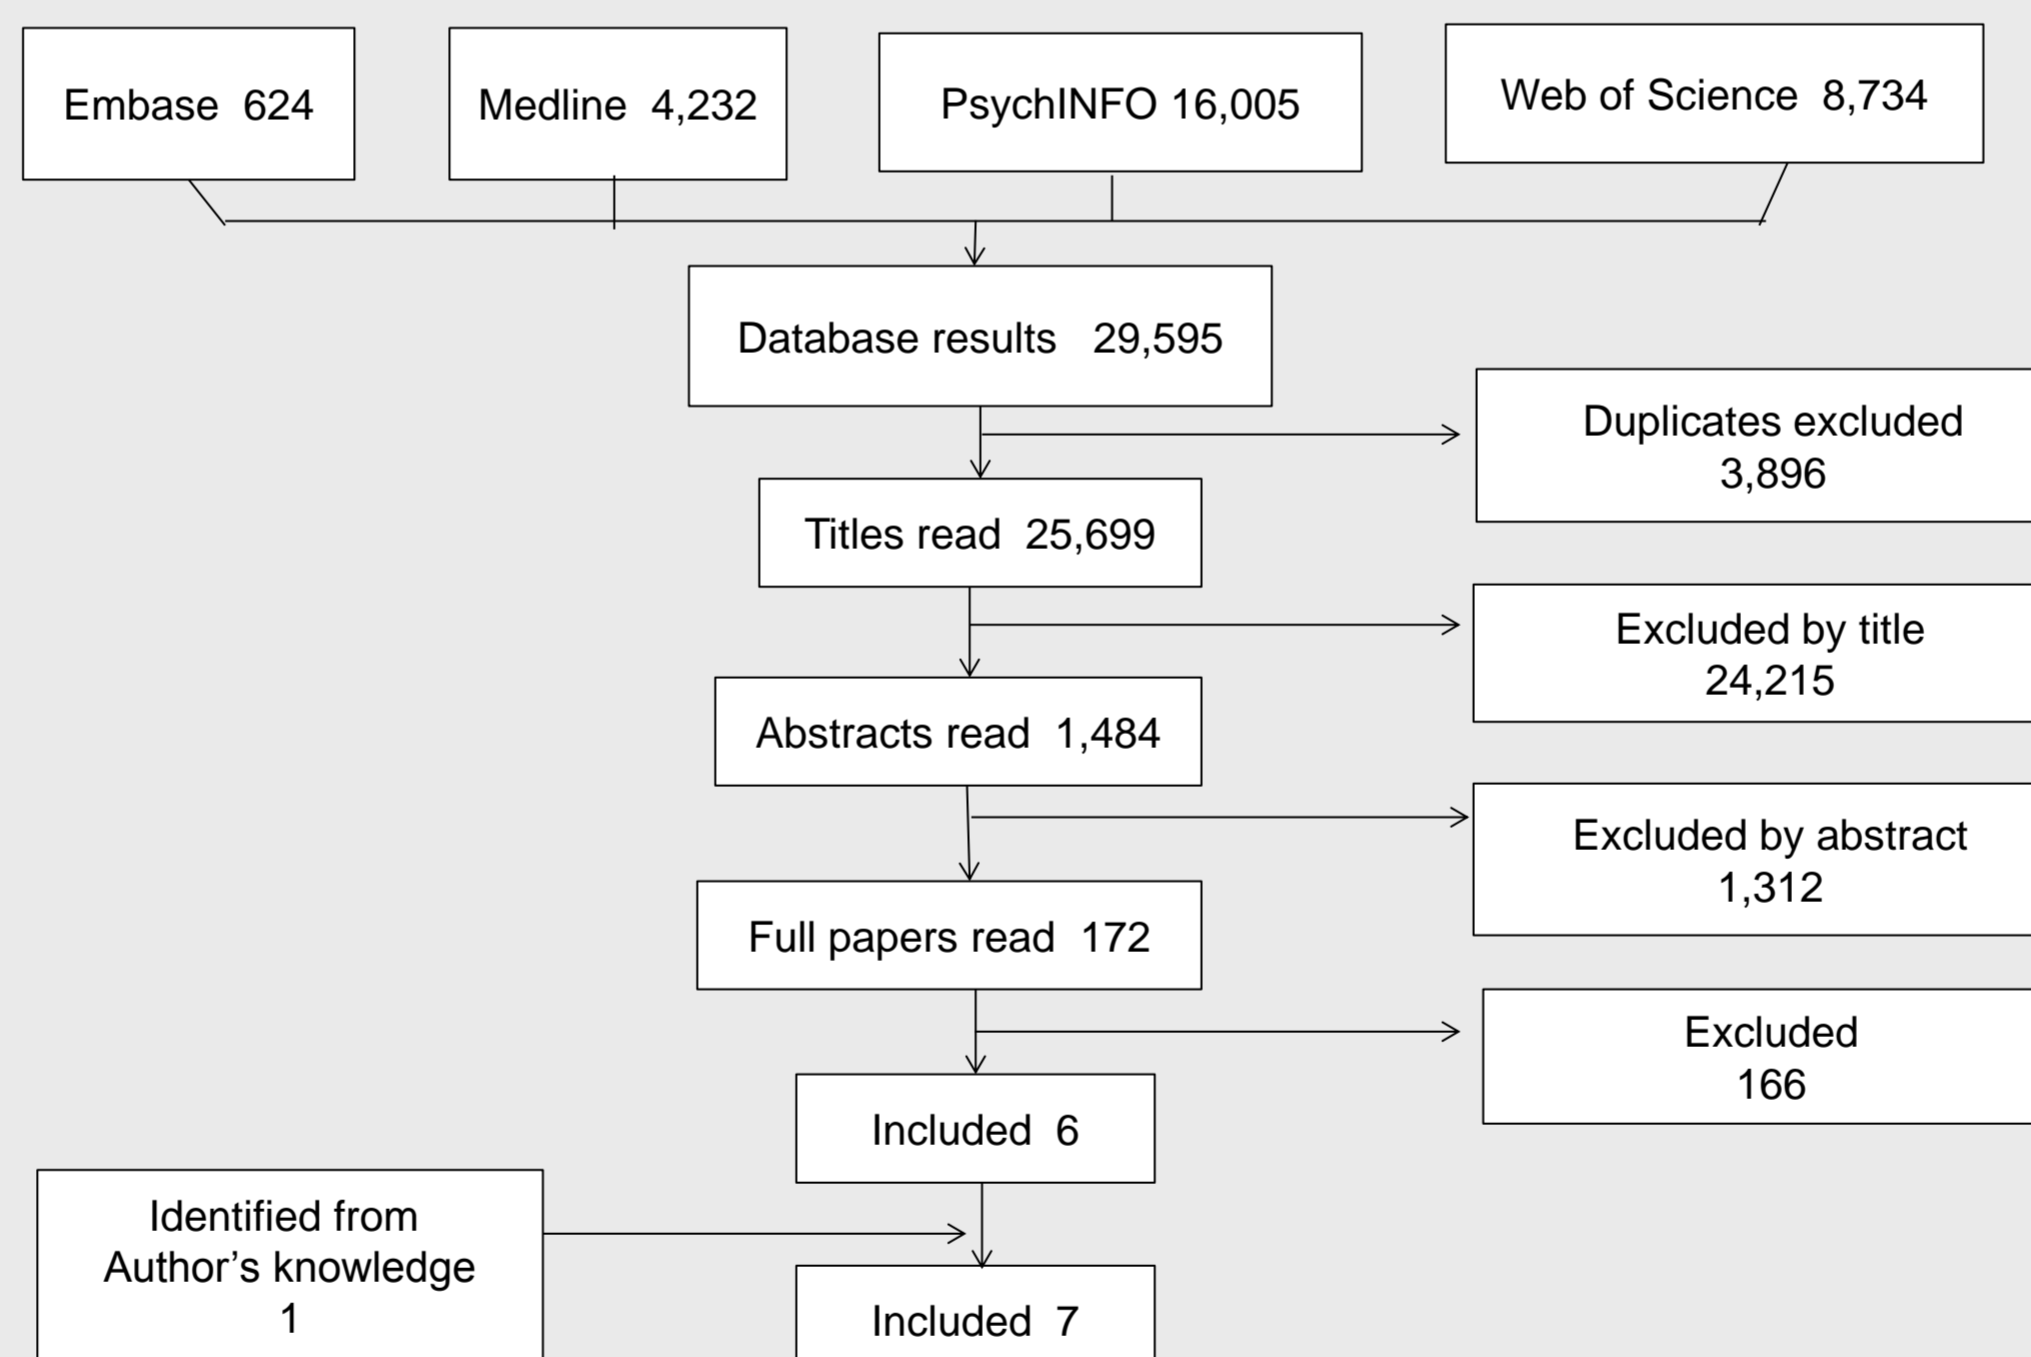 Embase 624
Medline 4,232
PsychINFO 16,005
Web of Science 8,734
Database results 29,595
Duplicates excluded
3,896
Titles read 25,699
Excluded by title
24,215
Abstracts read 1,484
Excluded by abstract
1,312
Full papers read 172
Excluded
166
Included 6
Identified from
Author’s knowledge
1
Included 7